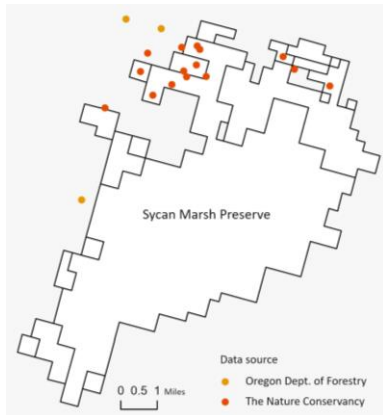 Sycan Marsh Preserve
Data source
Oregon Dept. of Forestry
The Nature Conservancy
0 0.5 1 Miles